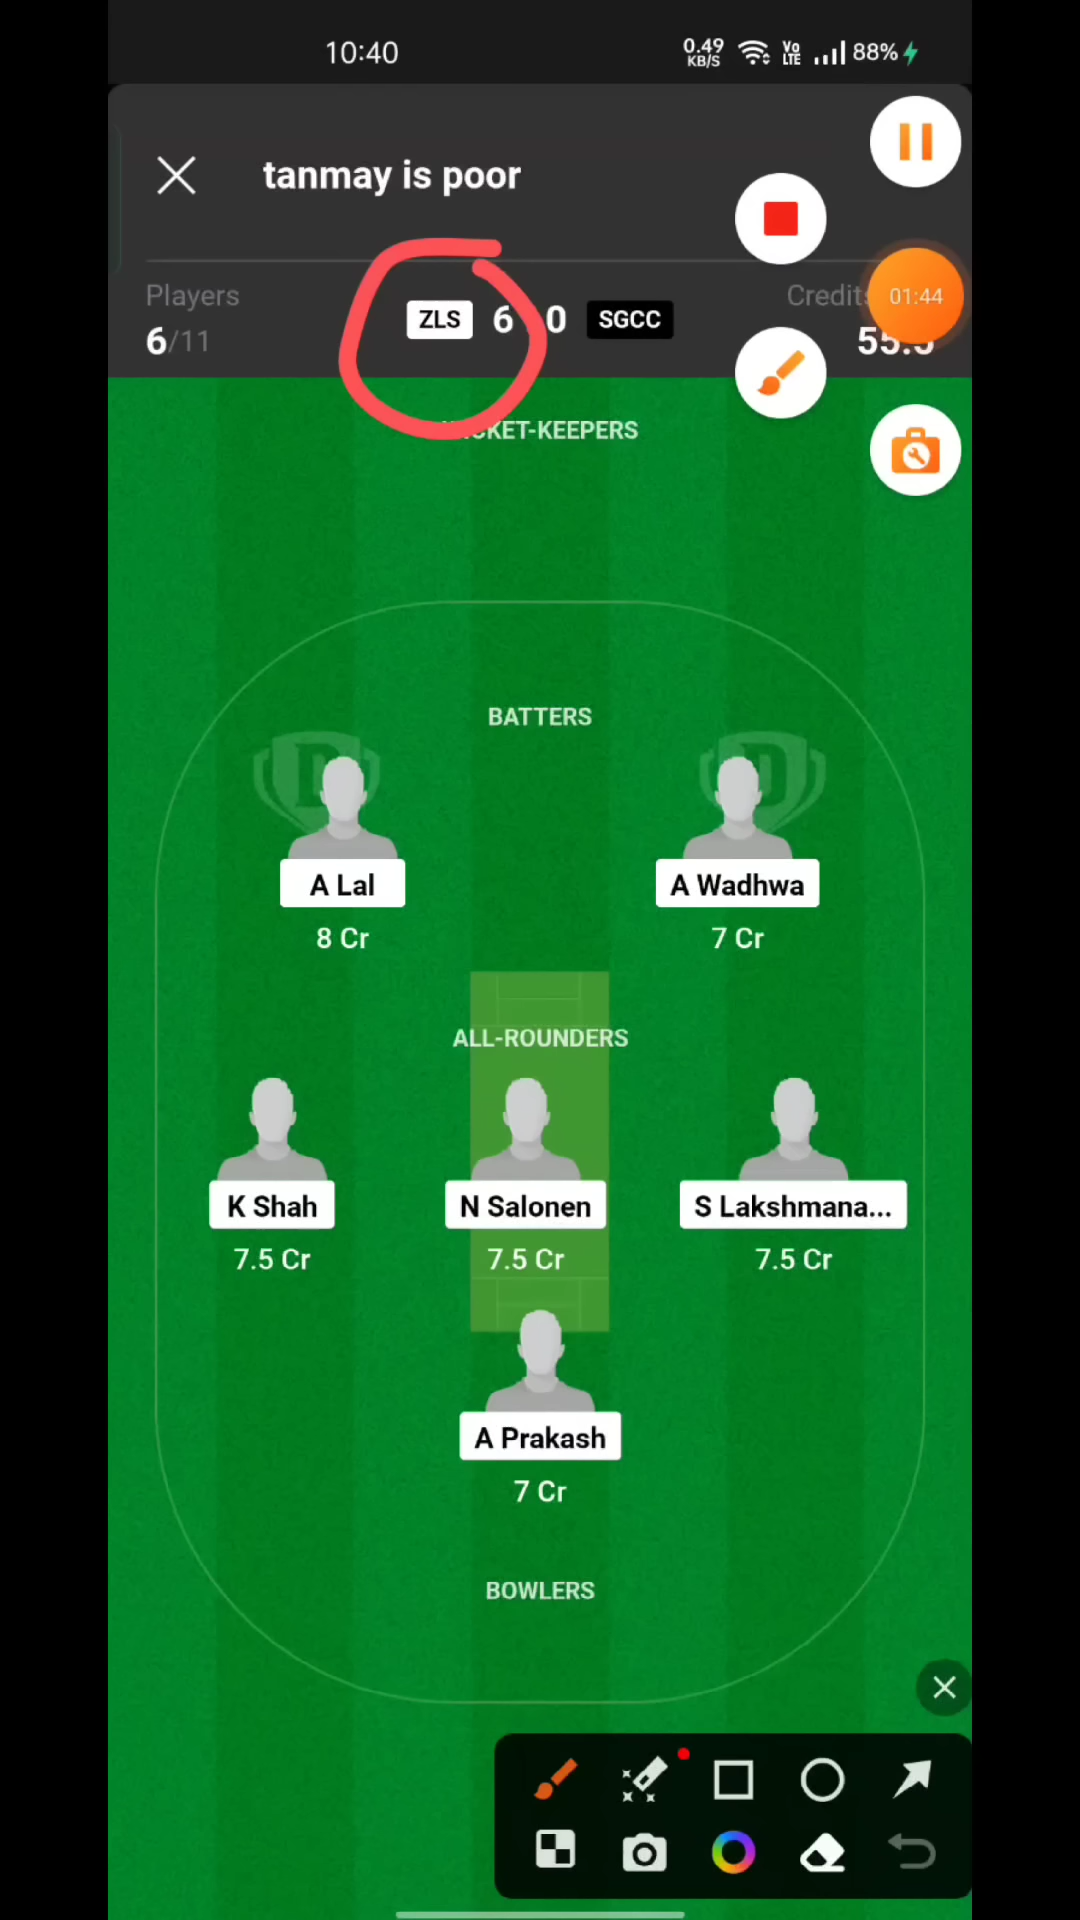 10:40
0.49
KB/S
Vo
LTE
88%
tanmay is poor
Players
6/11
ZLS 6 0 SGCC
01:44
BATTERS
A Lal
8 Cr
A Wadhwa
7 Cr
ALL-ROUNDERS
K Shah
7.5 Cr
N Salonen
7.5 Cr
S Lakshmana...
7.5 Cr
A Prakash
7 Cr
BOWLERS